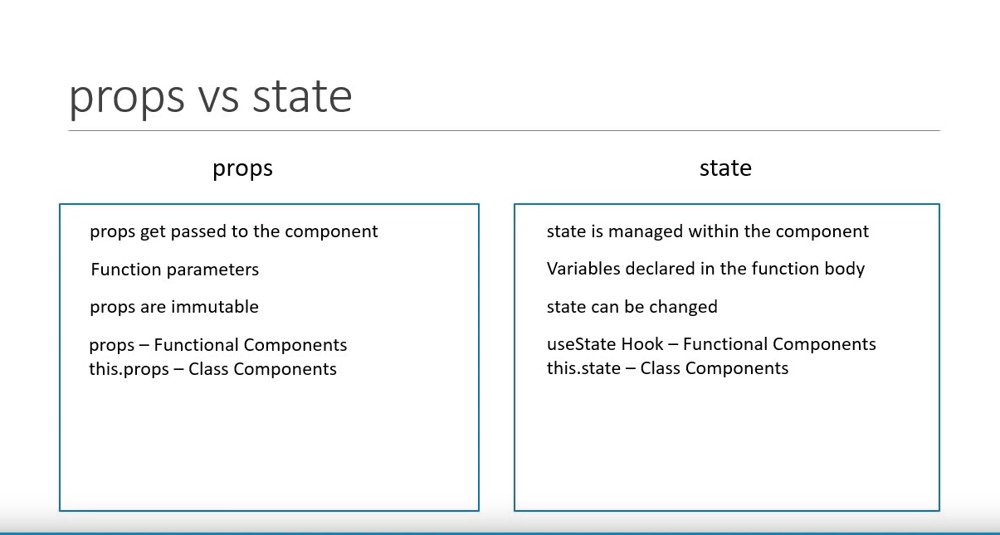 props vs state
props
props get passed to the component
Function parameters
props are immutable
props – Functional Components
this.props – Class Components
state
state is managed within the component
Variables declared in the function body
state can be changed
useState Hook – Functional Components
this.state – Class Components